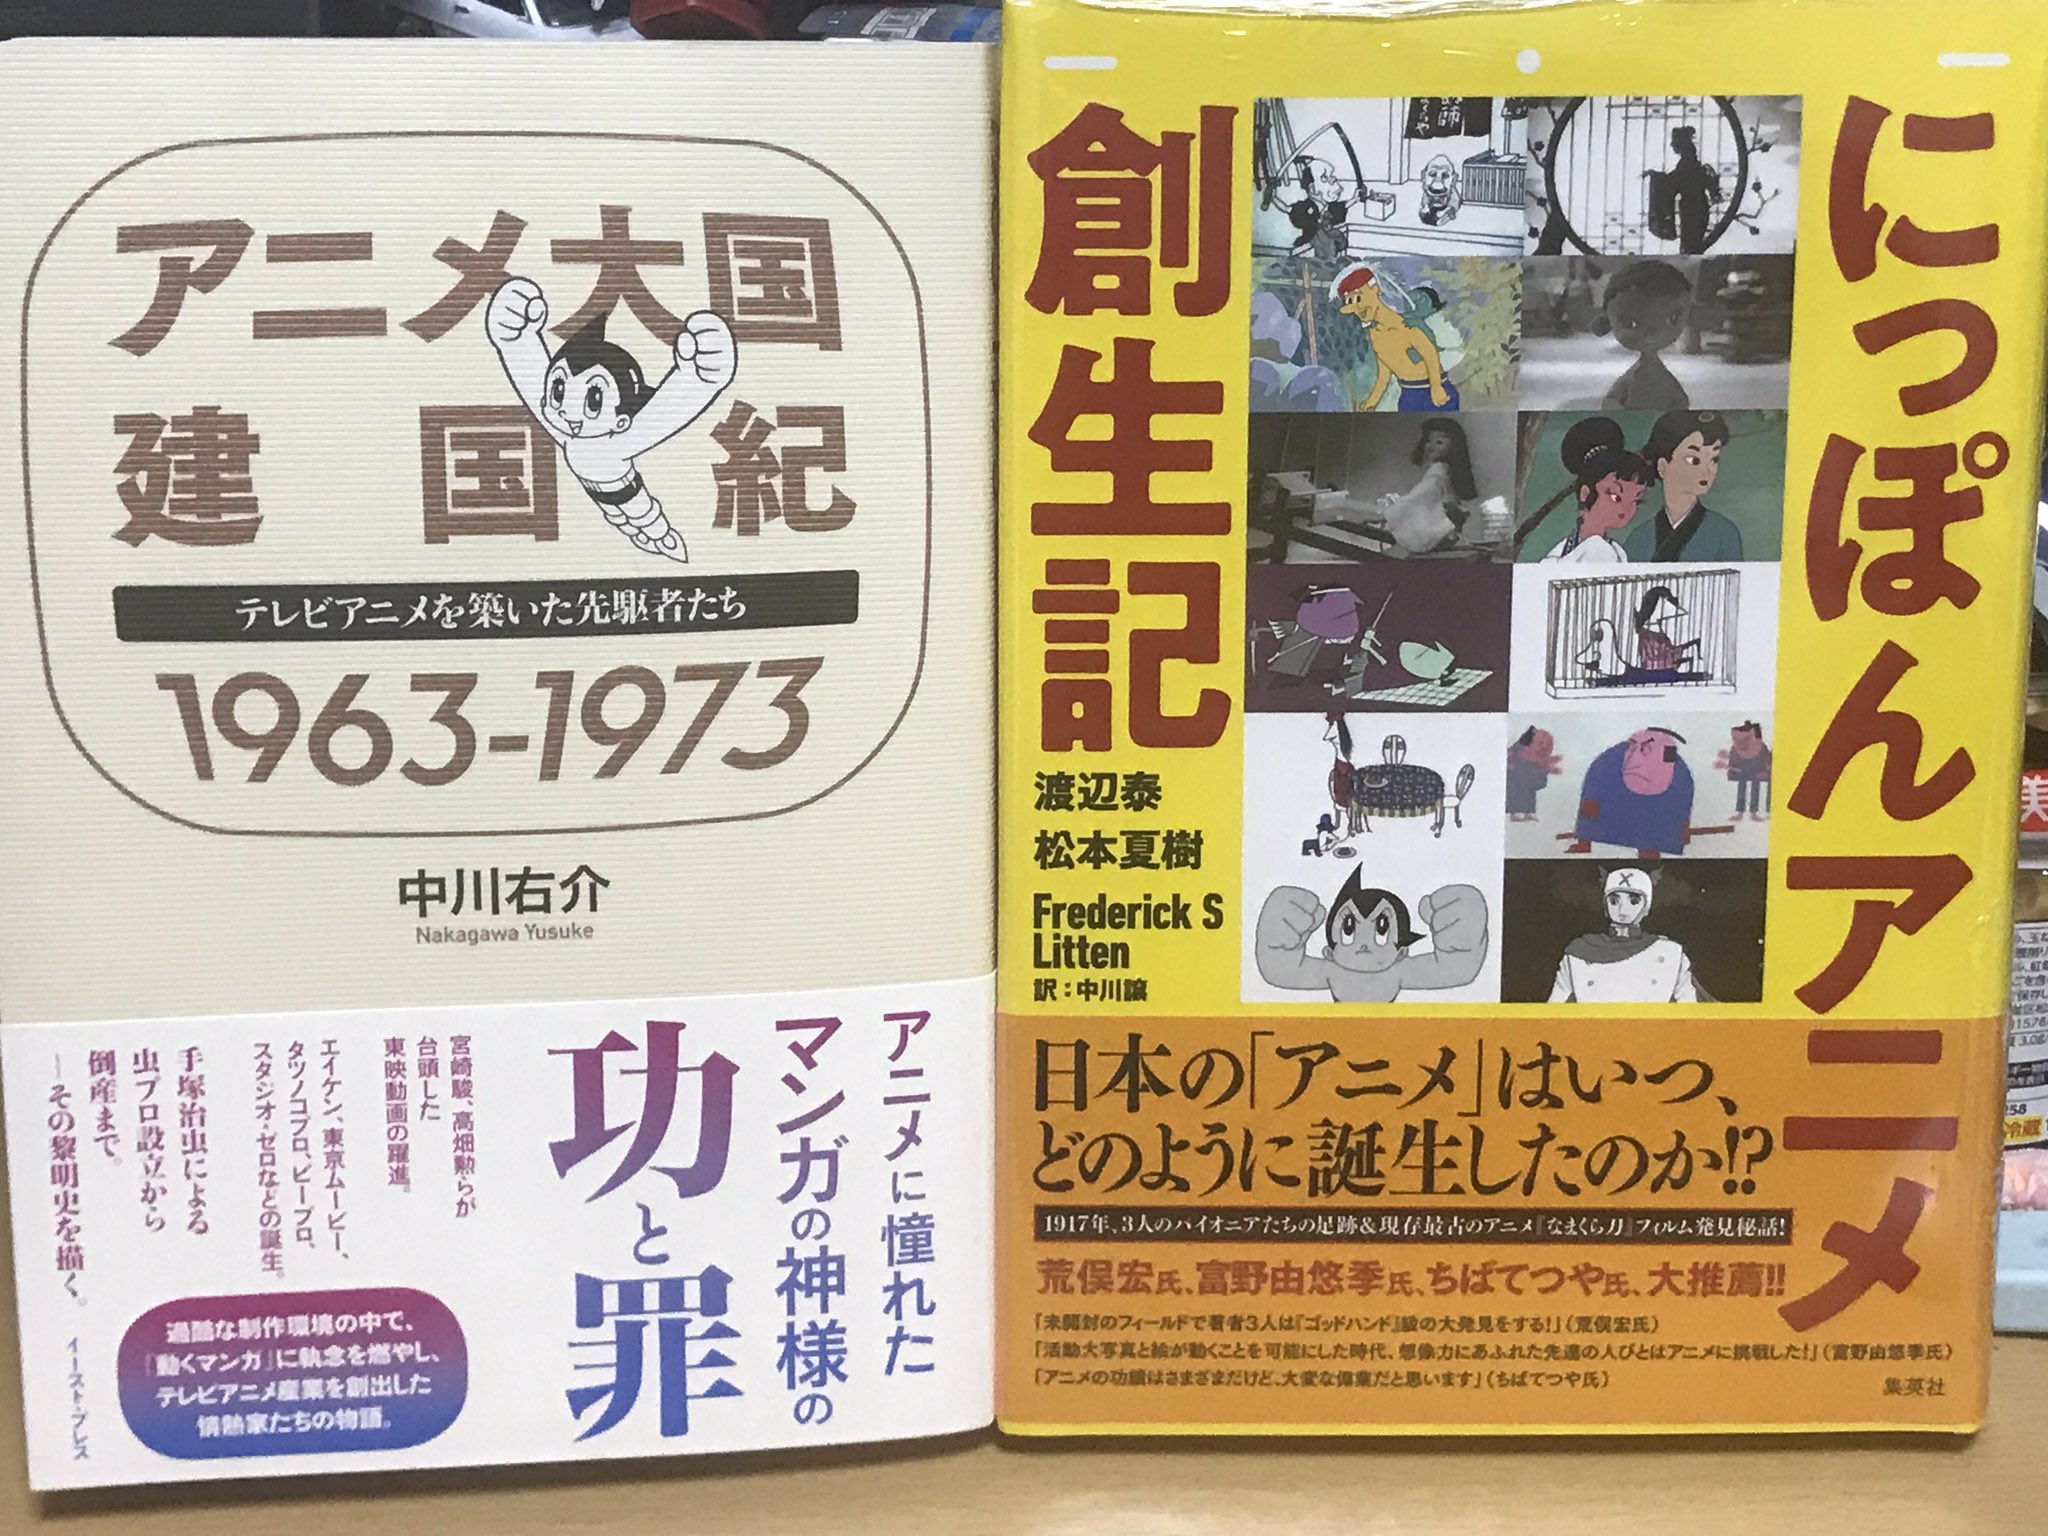 アニメ大国
建国紀
テレビアニメを築いた先駆者たち
1963-1973
中川右介
Nakagawa Yusuke
アニメに憧れた
マンガの神様の
功と罪
宮崎駿、高畑勲らが
台頭した
東映動画の躍進。
エイケン、東京ムービー、
タツノコプロ、ピープロ、
スタジオ・ゼロなどの誕生。
手塚治虫による
虫プロ設立から
倒産まで。
―その黎明史を描く。
過酷な制作環境の中で、
「動くマンガ」に執念を燃やし、
テレビアニメ産業を創出した
情熱家たちの物語。
イースト・プレス
にっぽんアニメ
創生記
渡辺泰
松本夏樹
Frederick S
Litten
訳：中川譲
日本の「アニメ」はいつ、
どのように誕生したのか!?
1917年、3人のパイオニアたちの足跡&現存最古のアニメ『なまくら刀』フィルム発見秘話!
荒俣宏氏、富野由悠季氏、ちばてつや氏、大推薦!!
「未開封のフィールドで著者3人は『ゴッドハンド』級の大発見をする!」（荒俣宏氏）
「活動大写真と絵が動くことを可能にした時代、想像力にあふれた先達の人びとはアニメに挑戦した!」（富野由悠季氏）
「アニメの功績はさまざまだけど、大変な偉業だと思います」（ちばてつや氏）
集英社
美
冷蔵